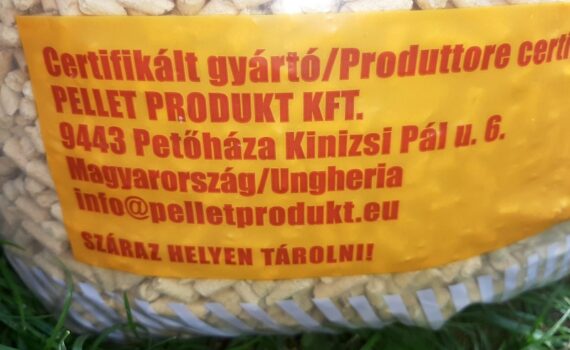 Certifikált gyártó/Produttore certi
PELLET PRODUKT KFT.
9443 Petőháza Kinizsi Pál u. 6.
Magyarország/Ungheria
info@pelletprodukt.eu
SZÁRAZ HELYEN TÁROLNI!